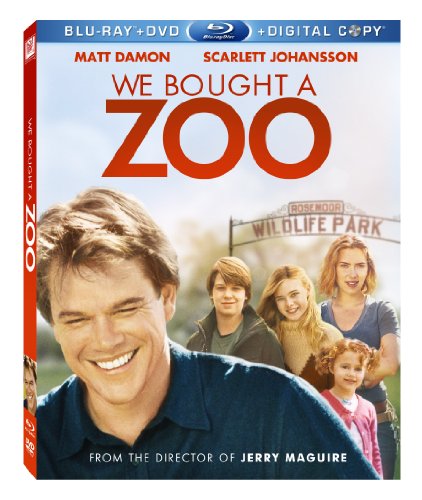 BLU-RAY + DVD Blu-ray Disc + DIGITAL COPY
MATT DAMON SCARLETT JOHANSSON
WE BOUGHT A
ZOO
ROSEMOOR
WILDLIFE PARK
FROM THE DIRECTOR OF JERRY MAGUIRE
WE BOUGHT A
ZOO